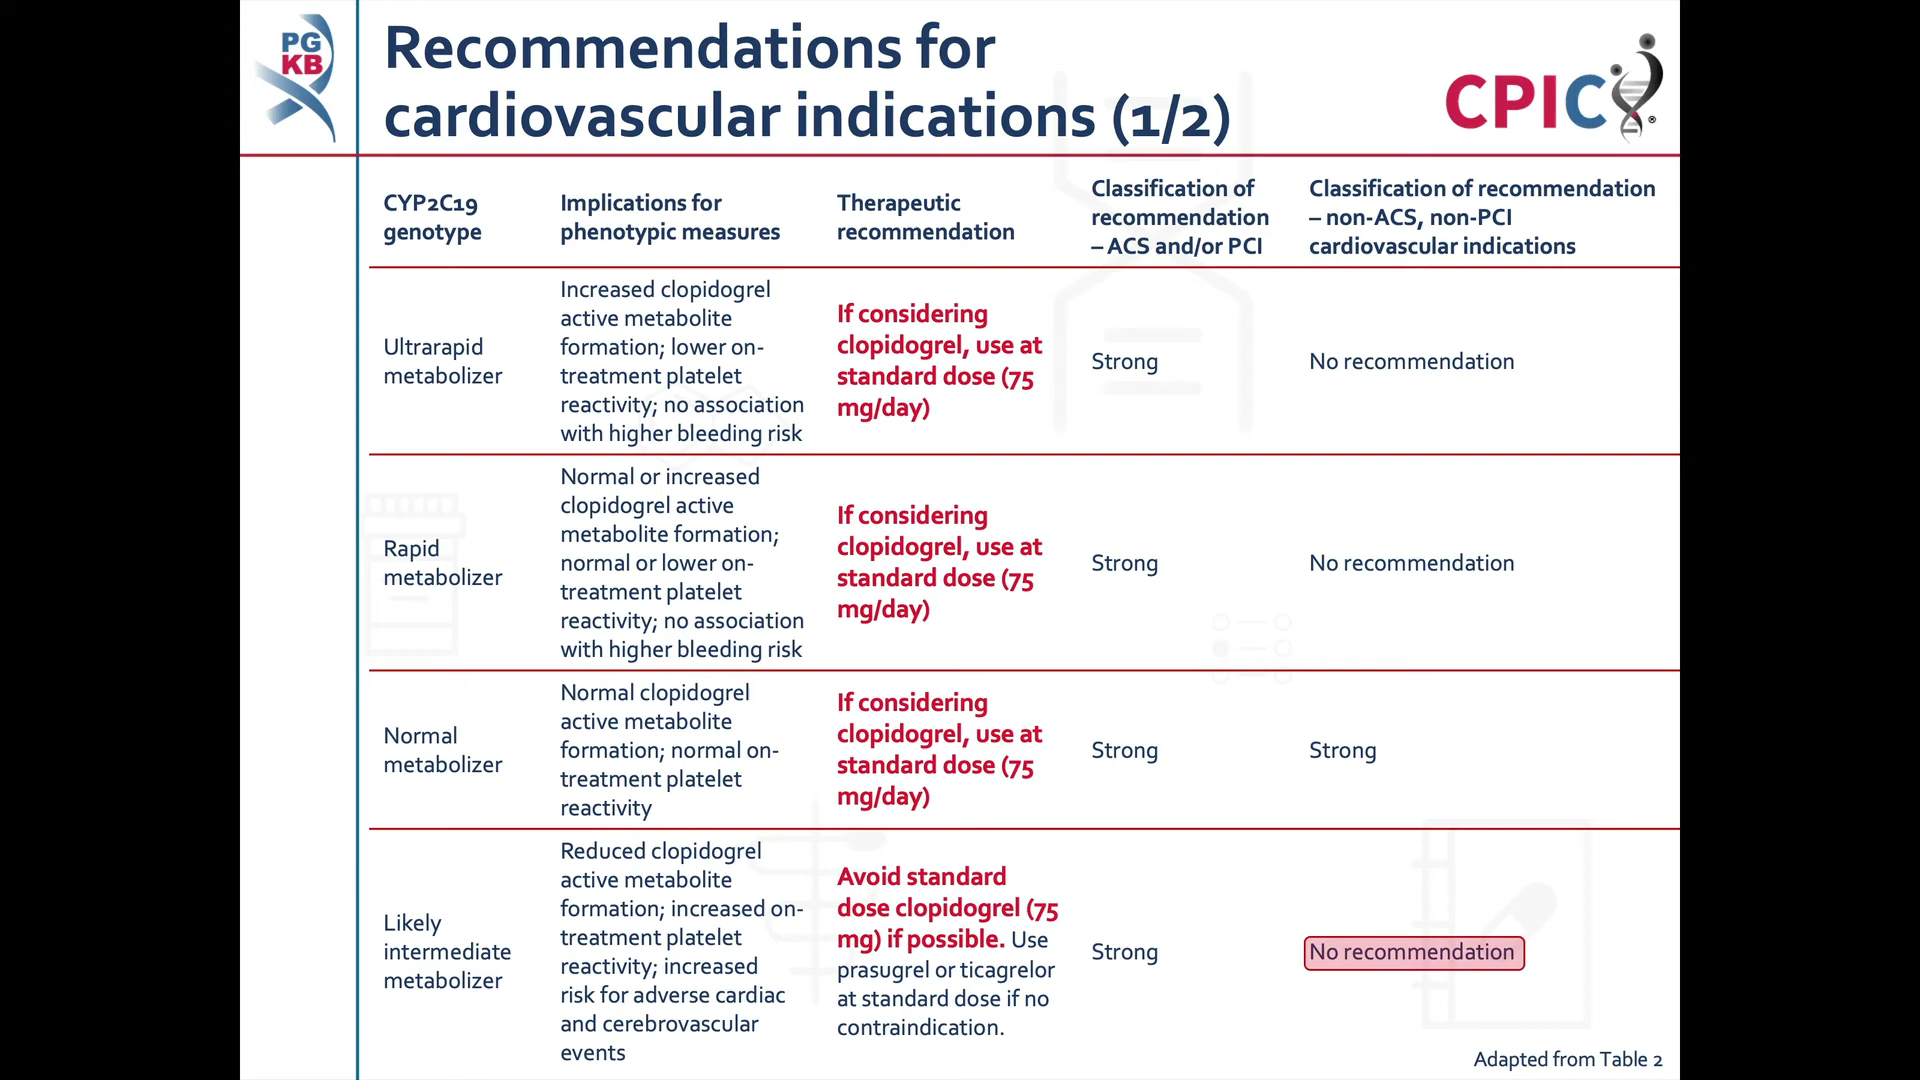 PG
KB
Recommendations for
cardiovascular indications (1/2)
CPIC
®
CYP2C19
genotype
Implications for
phenotypic measures
Therapeutic
recommendation
Classification of
recommendation
– ACS and/or PCI
Classification of recommendation
– non-ACS, non-PCI
cardiovascular indications
Ultrarapid
metabolizer
Increased clopidogrel
active metabolite
formation; lower on-
treatment platelet
reactivity; no association
with higher bleeding risk
If considering
clopidogrel, use at
standard dose (75
mg/day)
Strong
No recommendation
Rapid
metabolizer
Normal or increased
clopidogrel active
metabolite formation;
normal or lower on-
treatment platelet
reactivity; no association
with higher bleeding risk
If considering
clopidogrel, use at
standard dose (75
mg/day)
Strong
No recommendation
Normal
metabolizer
Normal clopidogrel
active metabolite
formation; normal on-
treatment platelet
reactivity
If considering
clopidogrel, use at
standard dose (75
mg/day)
Strong
Strong
Likely
intermediate
metabolizer
Reduced clopidogrel
active metabolite
formation; increased on-
treatment platelet
reactivity; increased
risk for adverse cardiac
and cerebrovascular
events
Avoid standard
dose clopidogrel (75
mg) if possible. Use
prasugrel or ticagrelor
at standard dose if no
contraindication.
Strong
No recommendation
Adapted from Table 2